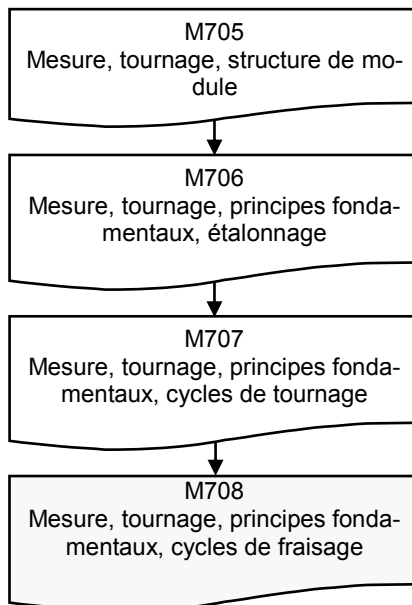 M705
Mesure, tournage, structure de mo-
dule
M706
Mesure, tournage, principes fonda-
mentaux, étalonnage
M707
Mesure, tournage, principes fonda-
mentaux, cycles de tournage
M708
Mesure, tournage, principes fonda-
mentaux, cycles de fraisage